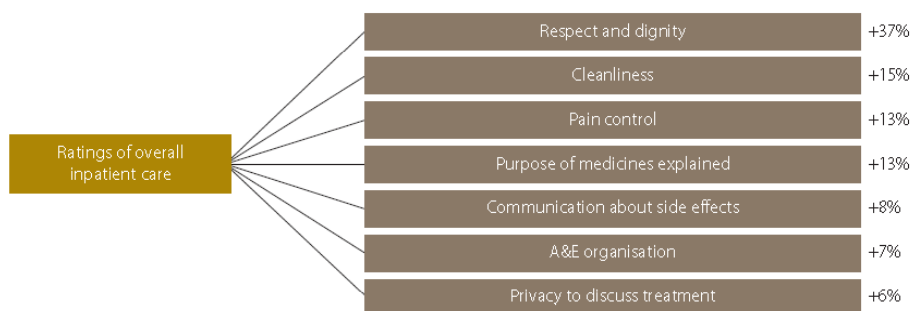 Respect and dignity +37%
Cleanliness +15%
Pain control +13%
Ratings of overall
inpatient care
Purpose of medicines explained +13%
Communication about side effects +8%
A&E organisation +7%
Privacy to discuss treatment +6%